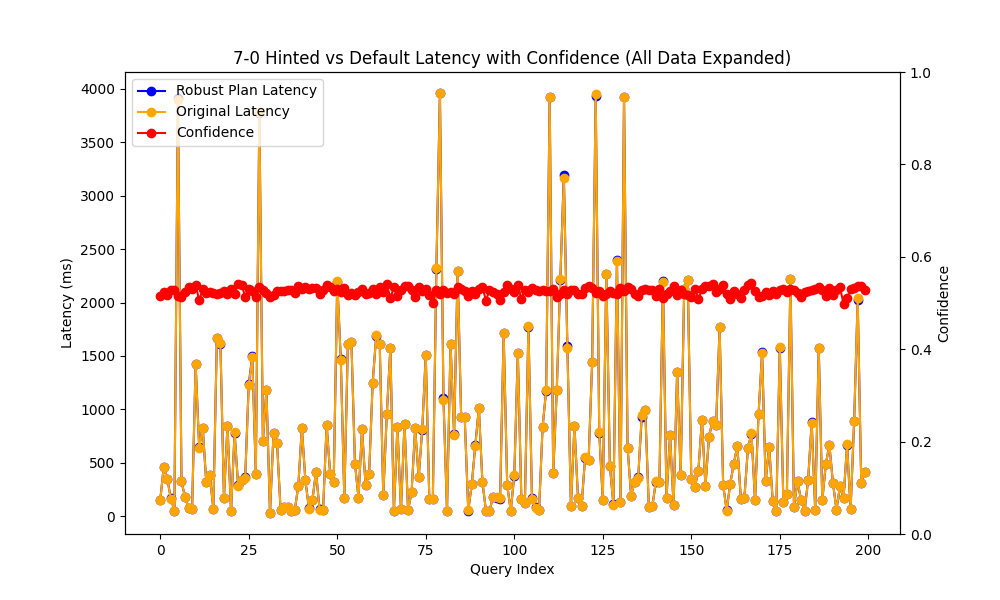 7-0 Hinted vs Default Latency with Confidence (All Data Expanded)
Robust Plan Latency
Original Latency
Confidence
Latency (ms)
4000
3500
3000
2500
2000
1500
1000
500
0
1.0
0.8
0.6
0.4
0.2
0.0
Confidence
0 25 50 75 100 125 150 175 200
Query Index